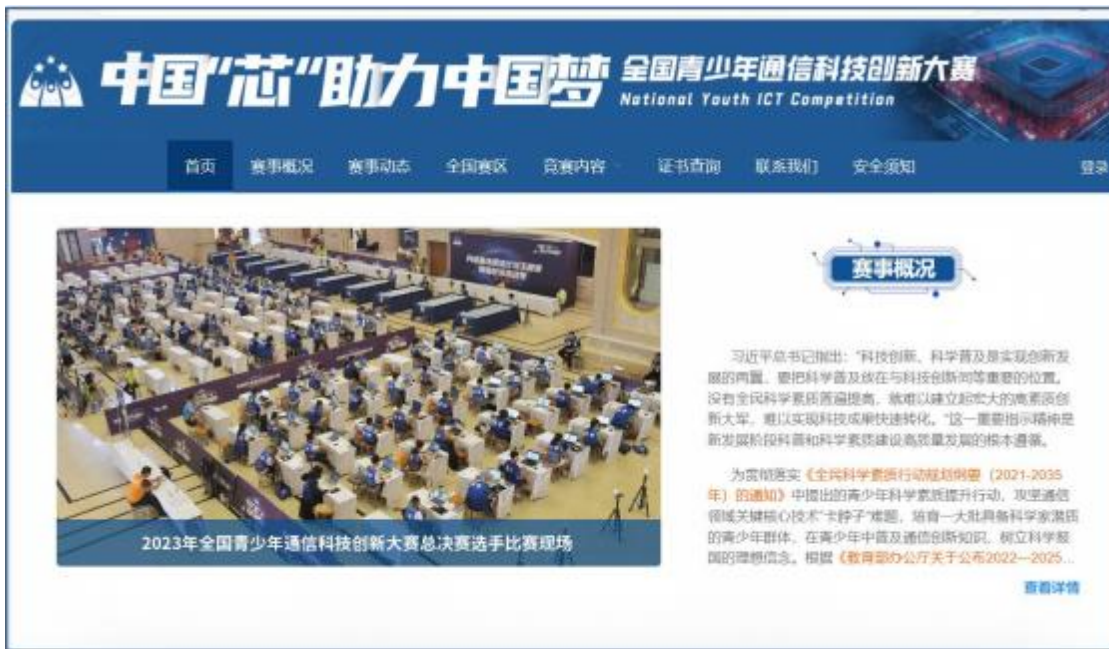 中国“芯“助力中国梦
全国青少年通信科技创新大赛
National Youth ICT Competition
首页
赛事概况
赛事动态
全国赛区
竞赛内容
证书查询
联系我们
安全须知
登录
2023年全国青少年通信科技创新大赛总决赛选手比赛现场
赛事概况
习近平总书记指出：“科技创新、科学普及是实现创新发
展的两翼，要把科学普及放在与科技创新同等重要的位置。
没有全民科学素质普遍提高，就难以建立起宏大的高素质创
新大军，难以实现科技成果快速转化。”这一重要指示精神是
新发展阶段科普和科学素质建设高质量发展的根本遵循。
为贯彻落实《全民科学素质行动规划纲要（2021-2035
年）的通知》中提出的青少年科学素质提升行动，攻坚通信
领域关键核心技术“卡脖子”难题，培育一大批具备科学家潜质
的青少年群体，在青少年中普及通信创新知识，树立科学报
国的理想信念。根据《教育部办公厅关于公布2022—2025...
查看详情